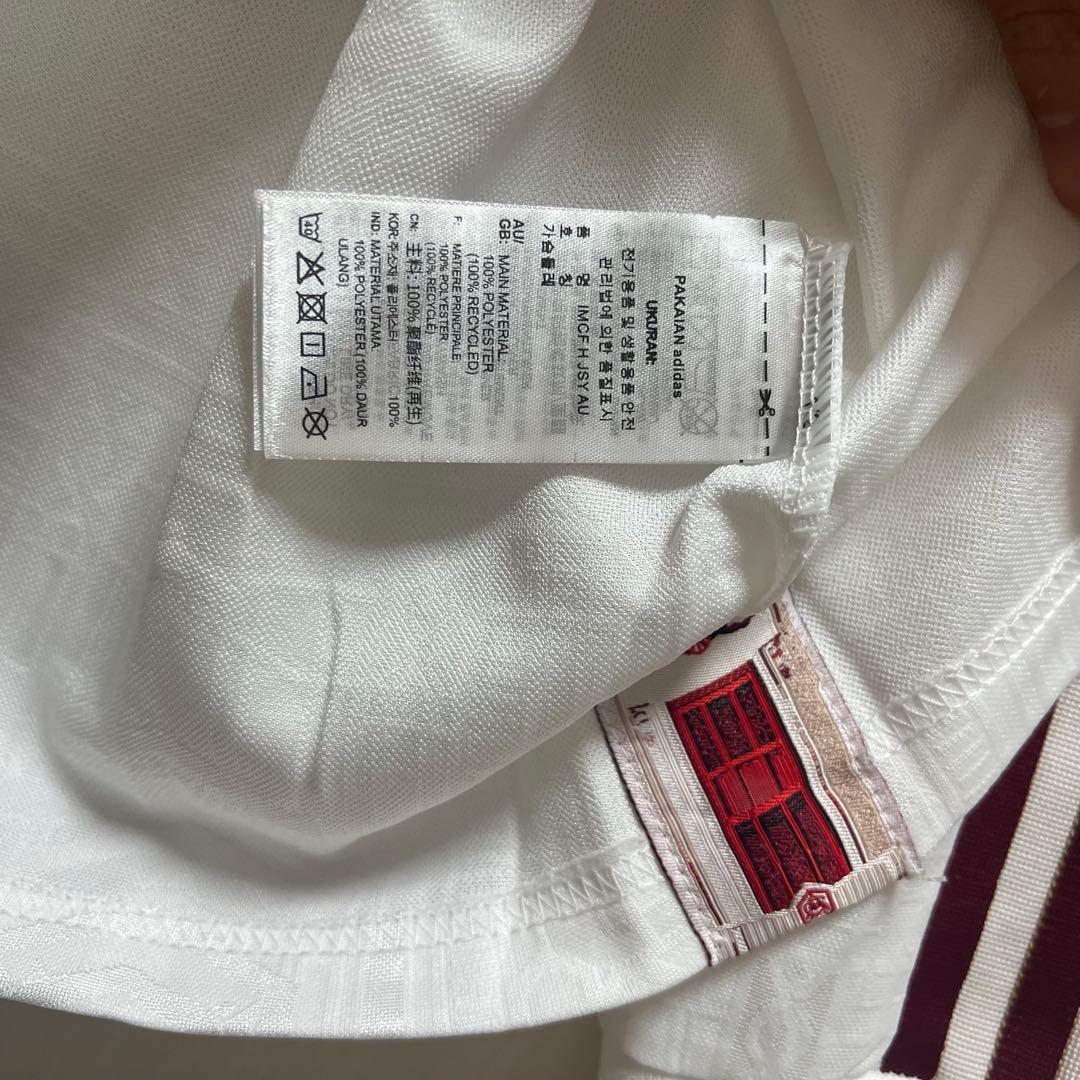 PAKAIAN adidas
UKURAN:
전기용품 및 생활용품 안전
관리법에 의한 품질표시
품 명 IMCF H JSY AU
호 칭
가슴둘레
AU/
GB: MAIN MATERIAL:
100% POLYESTER
(100% RECYCLED)
F: MATIERE PRINCIPALE
100% POLYESTER
(100% RECYCLE)
CN: 主料: 100% 聚酯纤维(再生)
KOR: 주소재: 폴리에스터 100%
IND: MATERIAL UTAMA:
100% POLYESTER (100% DAUR
ULANG)
40